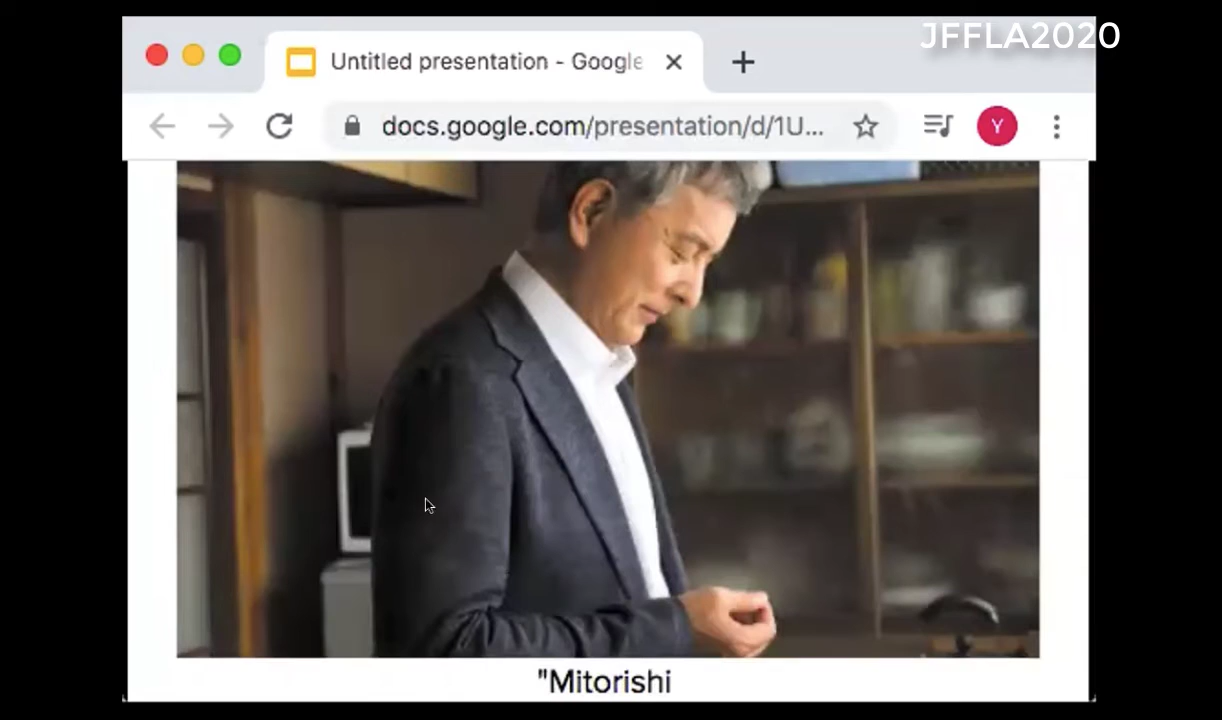 JFFLA2020
Untitled presentation - Google
docs.google.com/presentation/d/1U...
Y
"Mitorishi